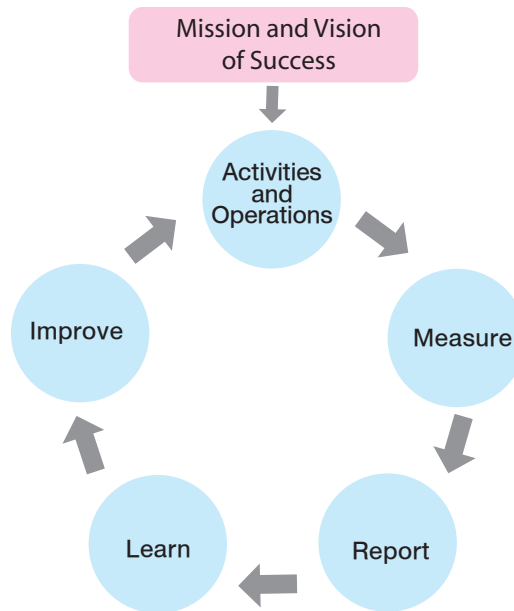 Mission and Vision
of Success
Activities
and
Operations
Measure
Report
Learn
Improve